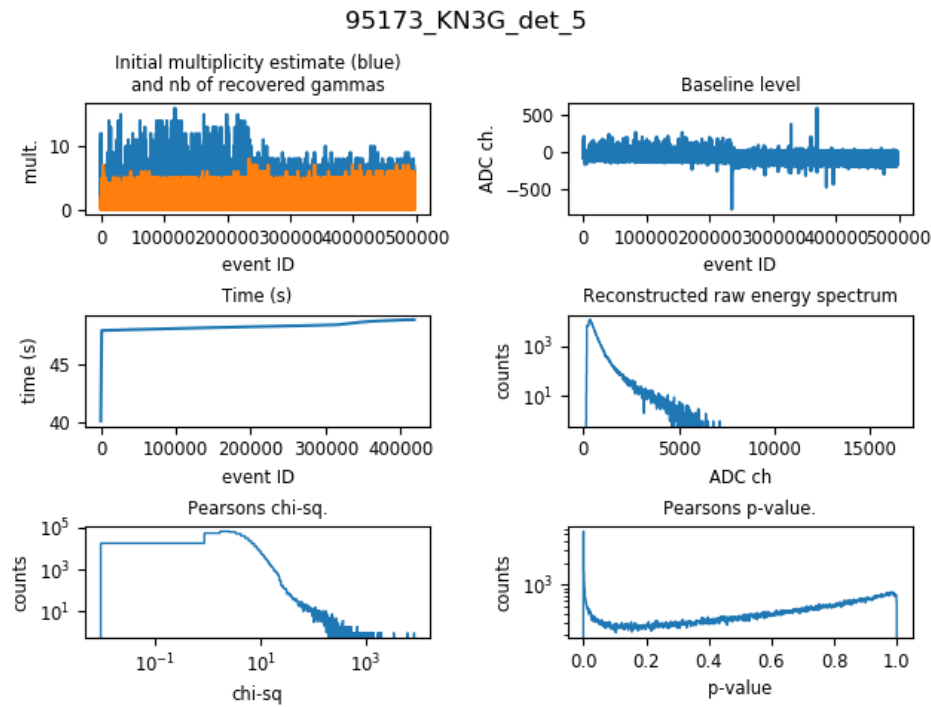 95173_KN3G_det_5
Initial multiplicity estimate (blue)
and nb of recovered gammas
mult.
10
0
0 100000 200000 300000 400000 500000
event ID
Baseline level
ADC ch.
500
0
−500
0 100000 200000 300000 400000 500000
event ID
Time (s)
time (s)
45
40
0 100000 200000 300000 400000
event ID
Reconstructed raw energy spectrum
counts
10³
10¹
0 5000 10000 15000
ADC ch
Pearsons chi-sq.
counts
10⁵
10³
10¹
10⁻¹ 10¹ 10³
chi-sq
Pearsons p-value.
counts
10³
0.0 0.2 0.4 0.6 0.8 1.0
p-value